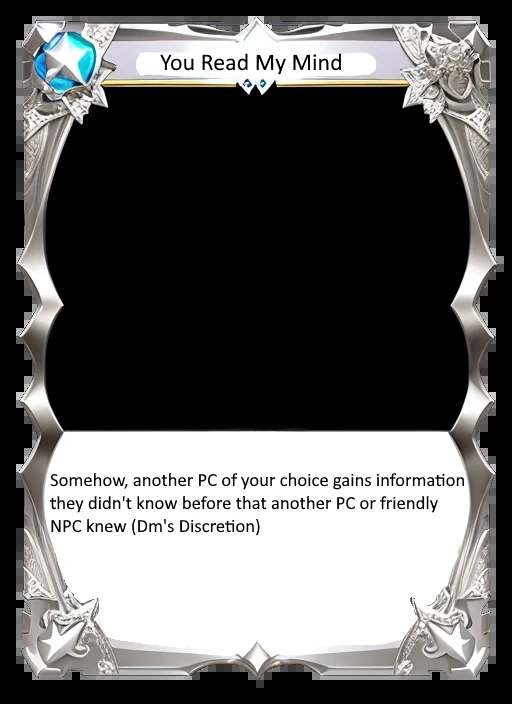 You Read My Mind
Somehow, another PC of your choice gains information
they didn't know before that another PC or friendly
NPC knew (Dm's Discretion)